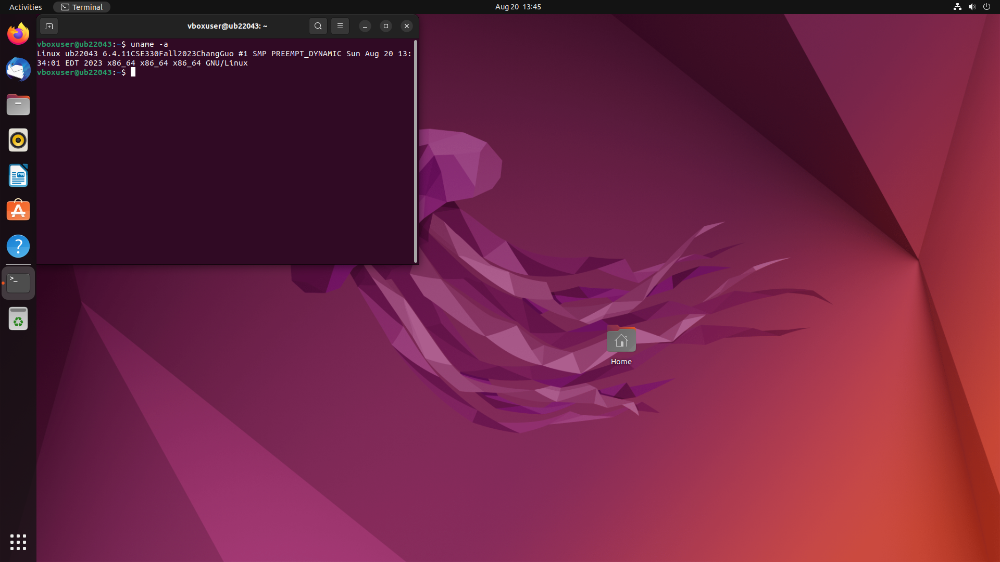 Activities
Terminal
Aug 20 13:45
vboxuser@ub22043: ~
vboxuser@ub22043:~$ uname -a
Linux ub22043 6.4.11CSE330Fall2023ChangGuo #1 SMP PREEMPT_DYNAMIC Sun Aug 20 13:
34:01 EDT 2023 x86_64 x86_64 x86_64 GNU/Linux
vboxuser@ub22043:~$
Home